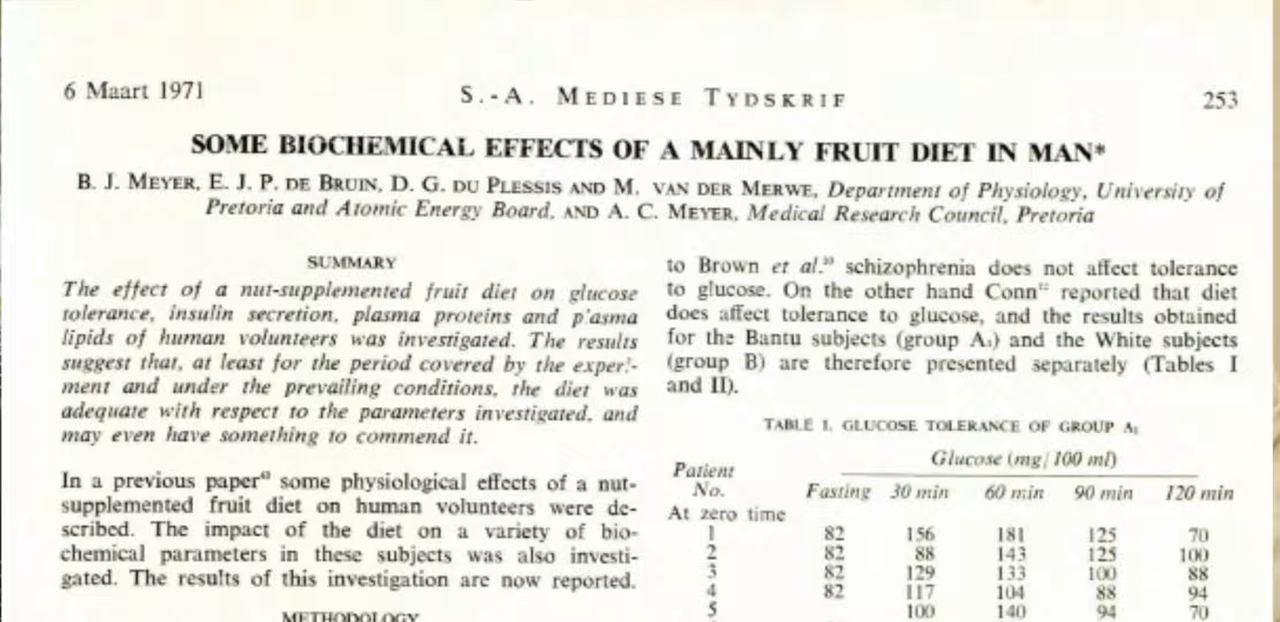 6 Maart 1971
S.-A. MEDIESE TYDSKRIF
253
SOME BIOCHEMICAL EFFECTS OF A MAINLY FRUIT DIET IN MAN*
B. J. MEYER, E. J. P. DE BRUIN, D. G. DU PLESSIS AND M. VAN DER MERWE, Department of Physiology, University of
Pretoria and Atomic Energy Board, AND A. C. MEYER, Medical Research Council, Pretoria
SUMMARY
The effect of a nut-supplemented fruit diet on glucose
tolerance, insulin secretion, plasma proteins and p'asma
lipids of human volunteers was investigated. The results
suggest that, at least for the period covered by the exper:-
ment and under the prevailing conditions, the diet was
adequate with respect to the parameters investigated, and
may even have something to commend it.
In a previous paper some physiological effects of a nut-
supplemented fruit diet on human volunteers were de-
scribed. The impact of the diet on a variety of bio-
chemical parameters in these subjects was also investi-
gated. The results of this investigation are now reported.
METHODOLOGY
to Brown et al. schizophrenia does not affect tolerance
to glucose. On the other hand Conn reported that diet
does affect tolerance to glucose, and the results obtained
for the Bantu subjects (group A₁) and the White subjects
(group B) are therefore presented separately (Tables I
and II).
TABLE I. GLUCOSE TOLERANCE OF GROUP A₁
Glucose (mg/100 ml)
Patient
No. Fasting 30 min 60 min 90 min 120 min
At zero time
1 82 156 181 125 70
2 82 88 143 125 100
3 82 129 133 100 88
4 82 117 104 88 94
5 100 140 94 70